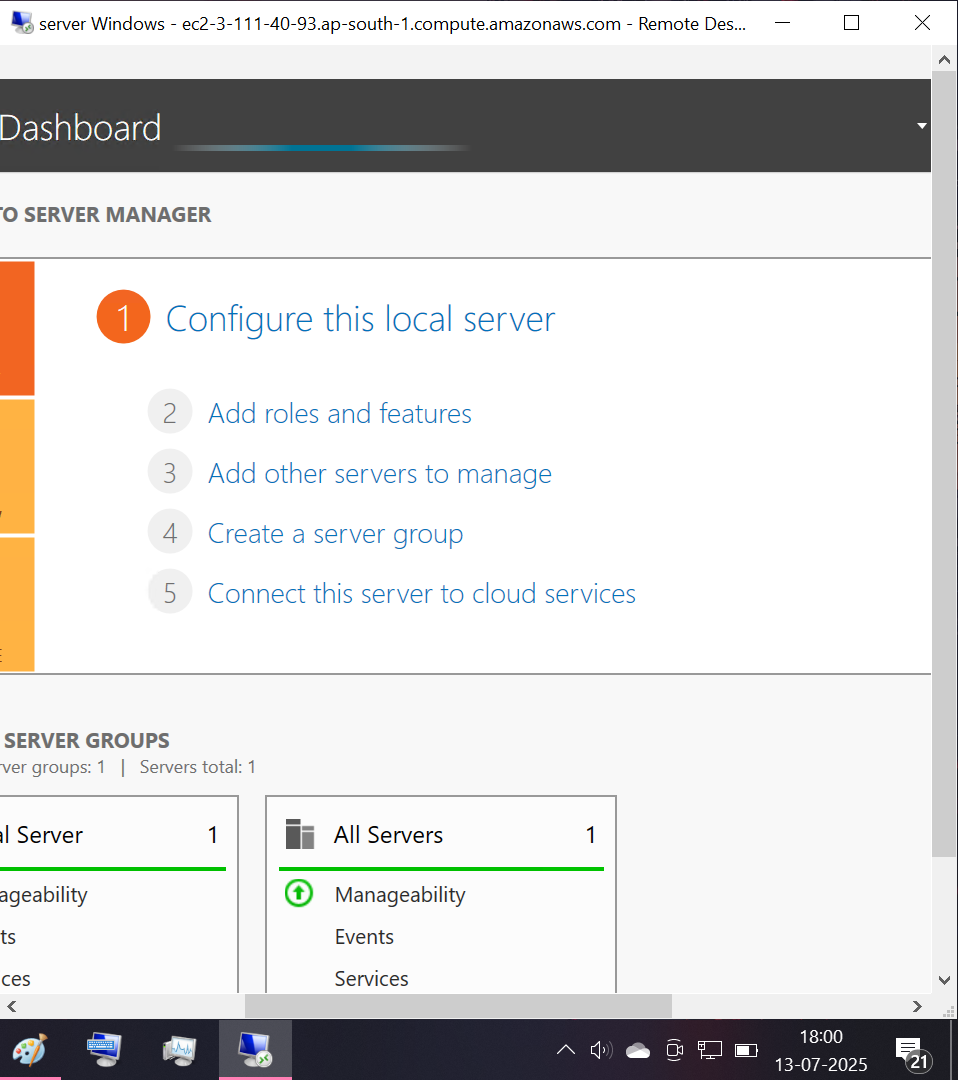 server Windows - ec2-3-111-40-93.ap-south-1.compute.amazonaws.com - Remote Des...
Dashboard
TO SERVER MANAGER
1 Configure this local server
2 Add roles and features
3 Add other servers to manage
4 Create a server group
5 Connect this server to cloud services
SERVER GROUPS
rver groups: 1 | Servers total: 1
al Server 1
ageability
ts
ces
All Servers 1
Manageability
Events
Services
18:00
13-07-2025
21